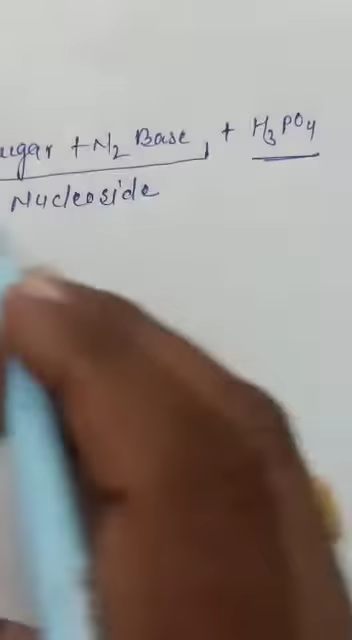 ugar + N2 Base, + H3PO4
Nucleoside